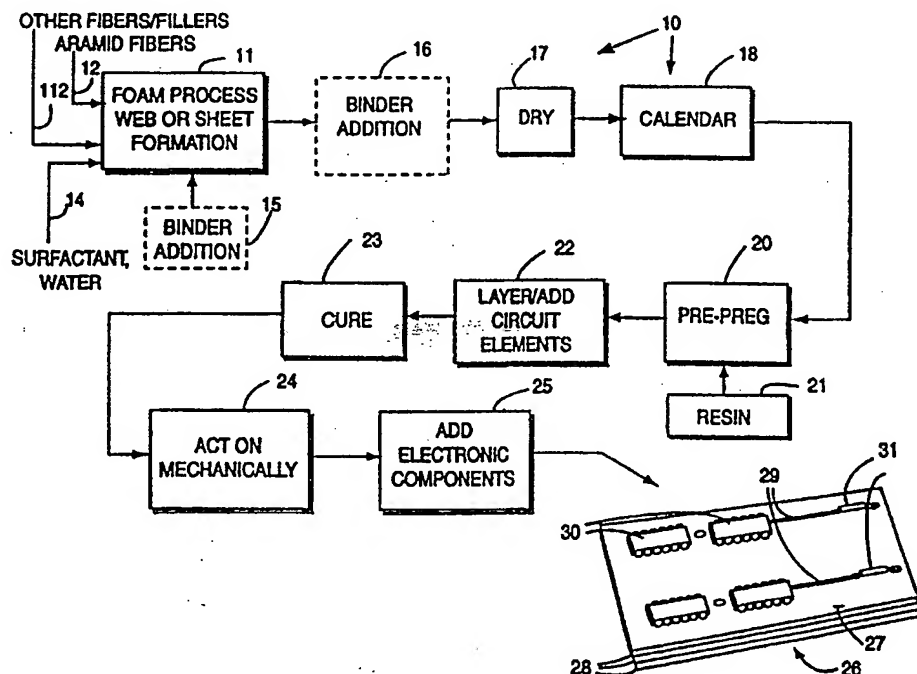 OTHER FIBERS/FILLERS
ARAMID FIBERS
12
112
11
FOAM PROCESS
WEB OR SHEET
FORMATION
14
SURFACTANT,
WATER
BINDER
ADDITION
15
16
BINDER
ADDITION
17
DRY
10
18
CALENDAR
20
PRE-PREG
21
RESIN
22
LAYER/ADD
CIRCUIT
ELEMENTS
23
CURE
24
ACT ON
MECHANICALLY
25
ADD
ELECTRONIC
COMPONENTS
29
31
30
29
27
28
26